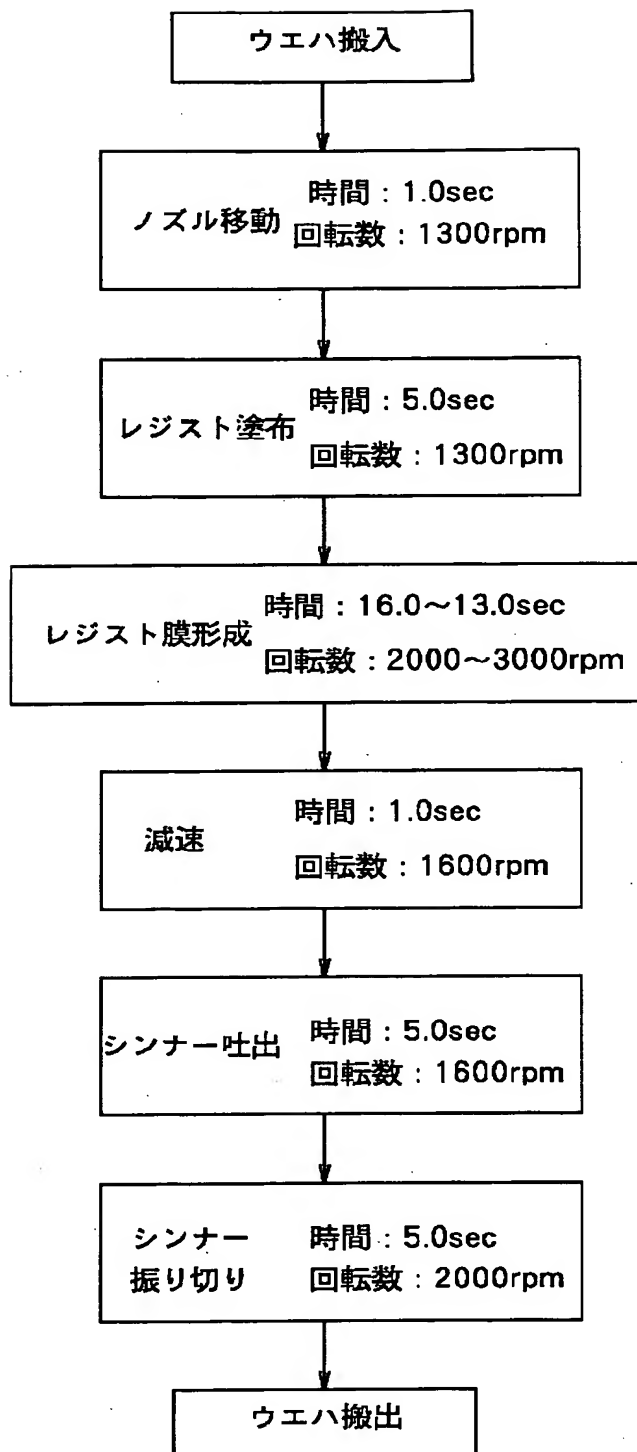 ウエハ搬入
ノズル移動
時間：1.0sec
回転数：1300rpm
レジスト塗布
時間：5.0sec
回転数：1300rpm
レジスト膜形成
時間：16.0～13.0sec
回転数：2000～3000rpm
減速
時間：1.0sec
回転数：1600rpm
シンナー吐出
時間：5.0sec
回転数：1600rpm
シンナー
振り切り
時間：5.0sec
回転数：2000rpm
ウエハ搬出